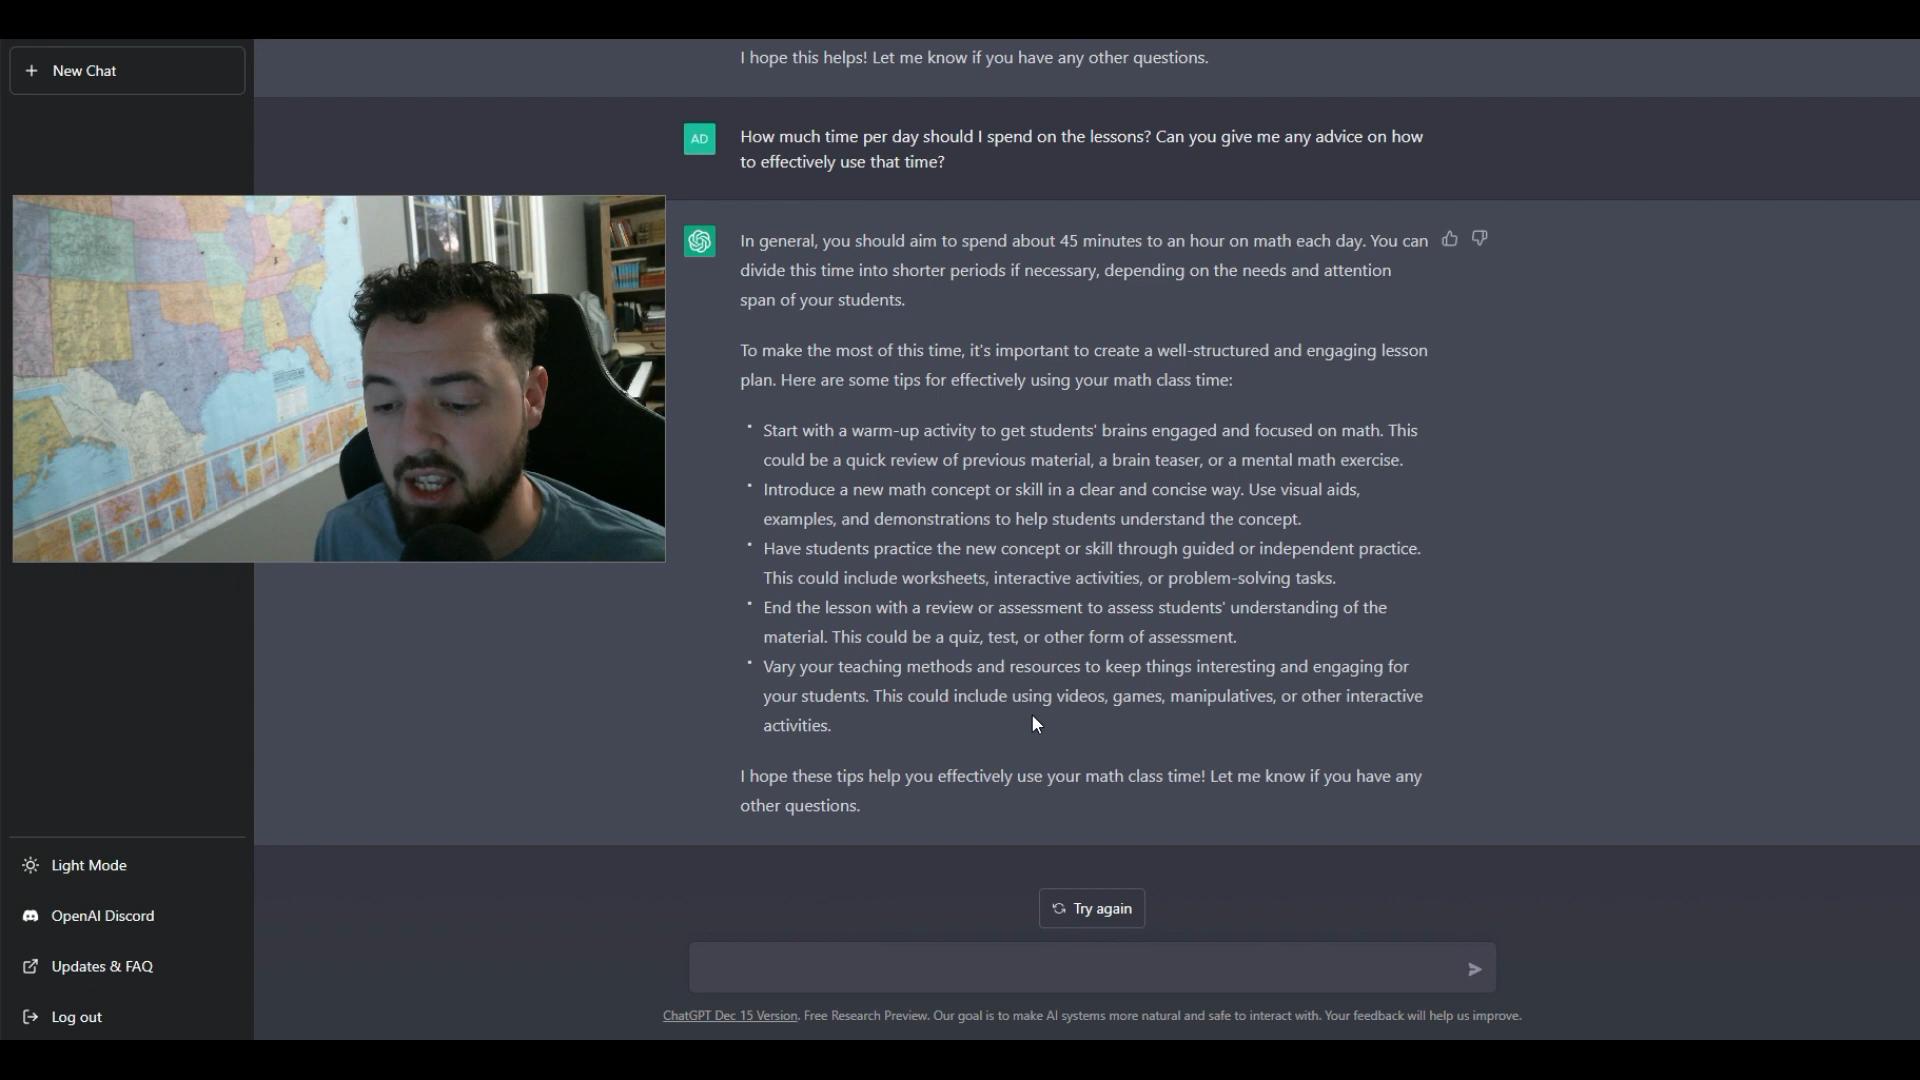 New Chat
I hope this helps! Let me know if you have any other questions.
AD
How much time per day should I spend on the lessons? Can you give me any advice on how
to effectively use that time?
In general, you should aim to spend about 45 minutes to an hour on math each day. You can
divide this time into shorter periods if necessary, depending on the needs and attention
span of your students.
To make the most of this time, it's important to create a well-structured and engaging lesson
plan. Here are some tips for effectively using your math class time:
• Start with a warm-up activity to get students' brains engaged and focused on math. This
could be a quick review of previous material, a brain teaser, or a mental math exercise.
• Introduce a new math concept or skill in a clear and concise way. Use visual aids,
examples, and demonstrations to help students understand the concept.
• Have students practice the new concept or skill through guided or independent practice.
This could include worksheets, interactive activities, or problem-solving tasks.
• End the lesson with a review or assessment to assess students' understanding of the
material. This could be a quiz, test, or other form of assessment.
• Vary your teaching methods and resources to keep things interesting and engaging for
your students. This could include using videos, games, manipulatives, or other interactive
activities.
I hope these tips help you effectively use your math class time! Let me know if you have any
other questions.
Light Mode
OpenAI Discord
Updates & FAQ
Log out
Try again
ChatGPT Dec 15 Version. Free Research Preview. Our goal is to make AI systems more natural and safe to interact with. Your feedback will help us improve.